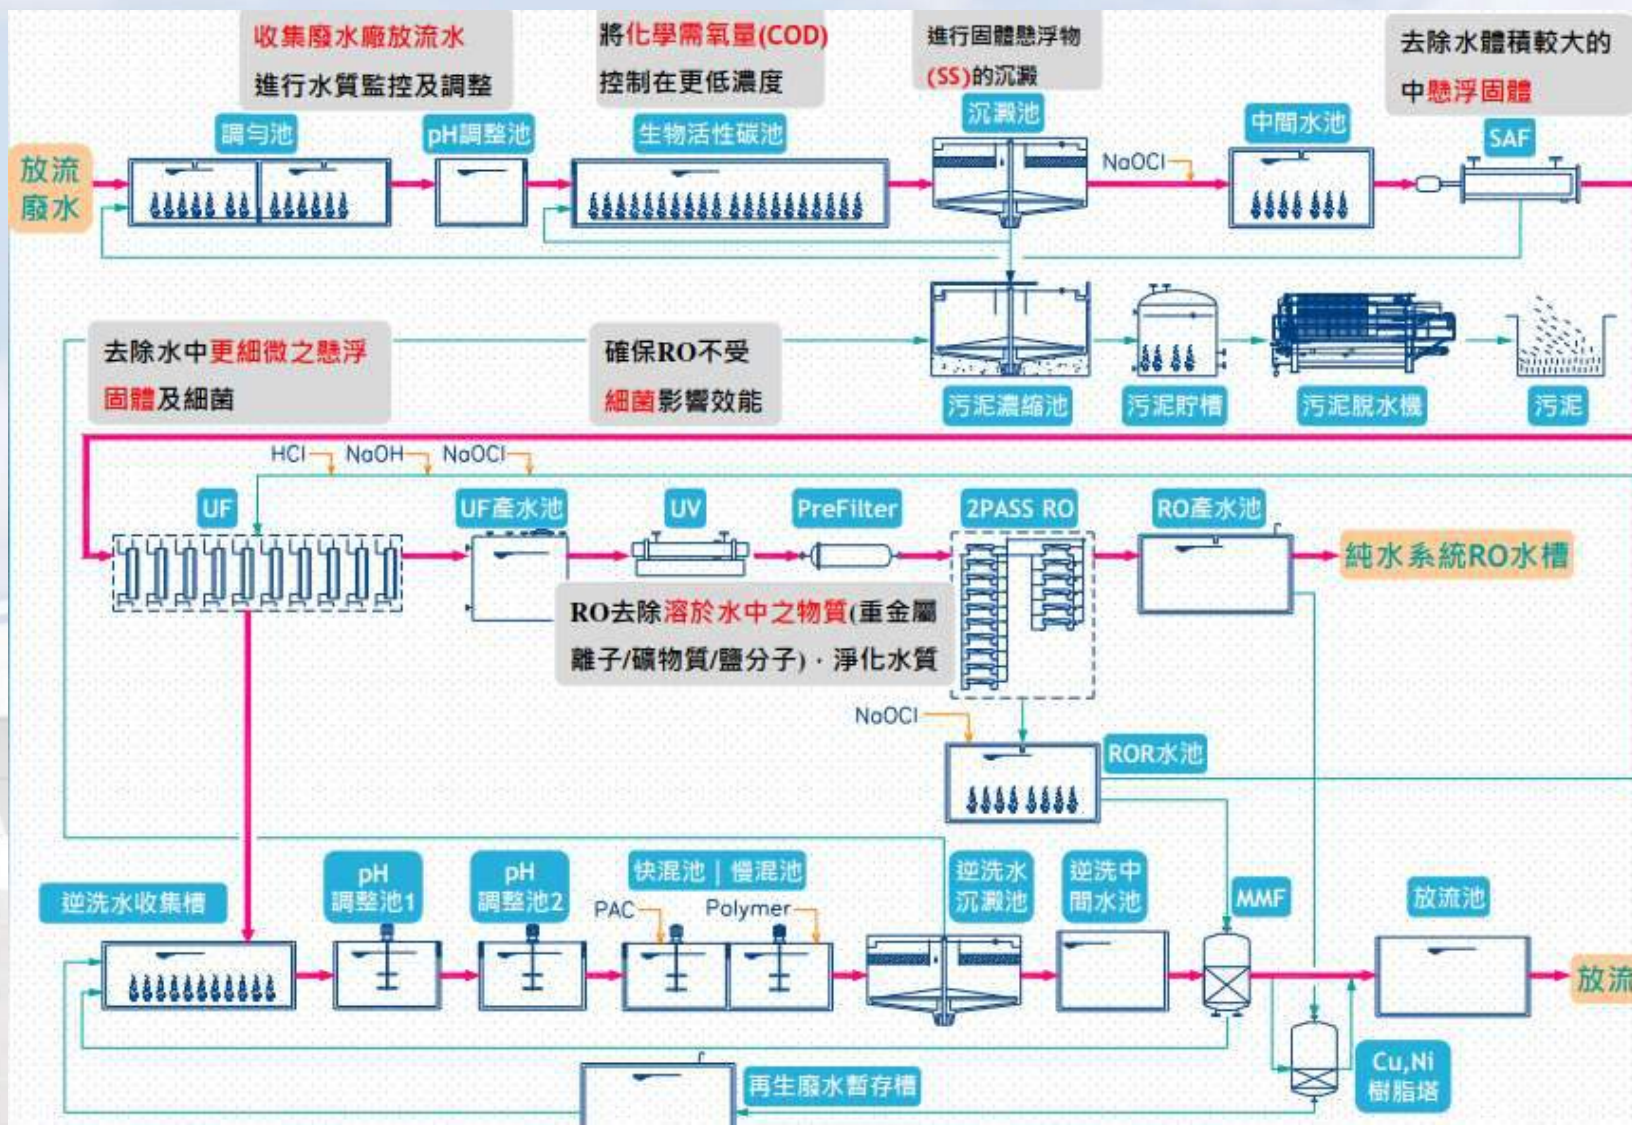 收集廢水廠放流水
進行水質監控及調整
將化學需氧量(COD)
控制在更低濃度
進行固體懸浮物
(SS)的沉澱
去除水體積較大的
中懸浮固體
調勻池
pH調整池
生物活性碳池
沉澱池
中間水池
SAF
NaOCl
放流
廢水
去除水中更細微之懸浮
固體及細菌
確保RO不受
細菌影響效能
污泥濃縮池
污泥貯槽
污泥脫水機
污泥
HCl
NaOH
NaOCl
UF
UF產水池
UV
PreFilter
2PASS RO
RO產水池
純水系統RO水槽
RO去除溶於水中之物質(重金屬
離子/礦物質/鹽分子)，淨化水質
NaOCl
ROR水池
逆洗水收集槽
pH
調整池1
pH
調整池2
快混池 | 慢混池
PAC
Polymer
逆洗水
沉澱池
逆洗中
間水池
MMF
放流池
放流
Cu,Ni
樹脂塔
再生廢水暫存槽